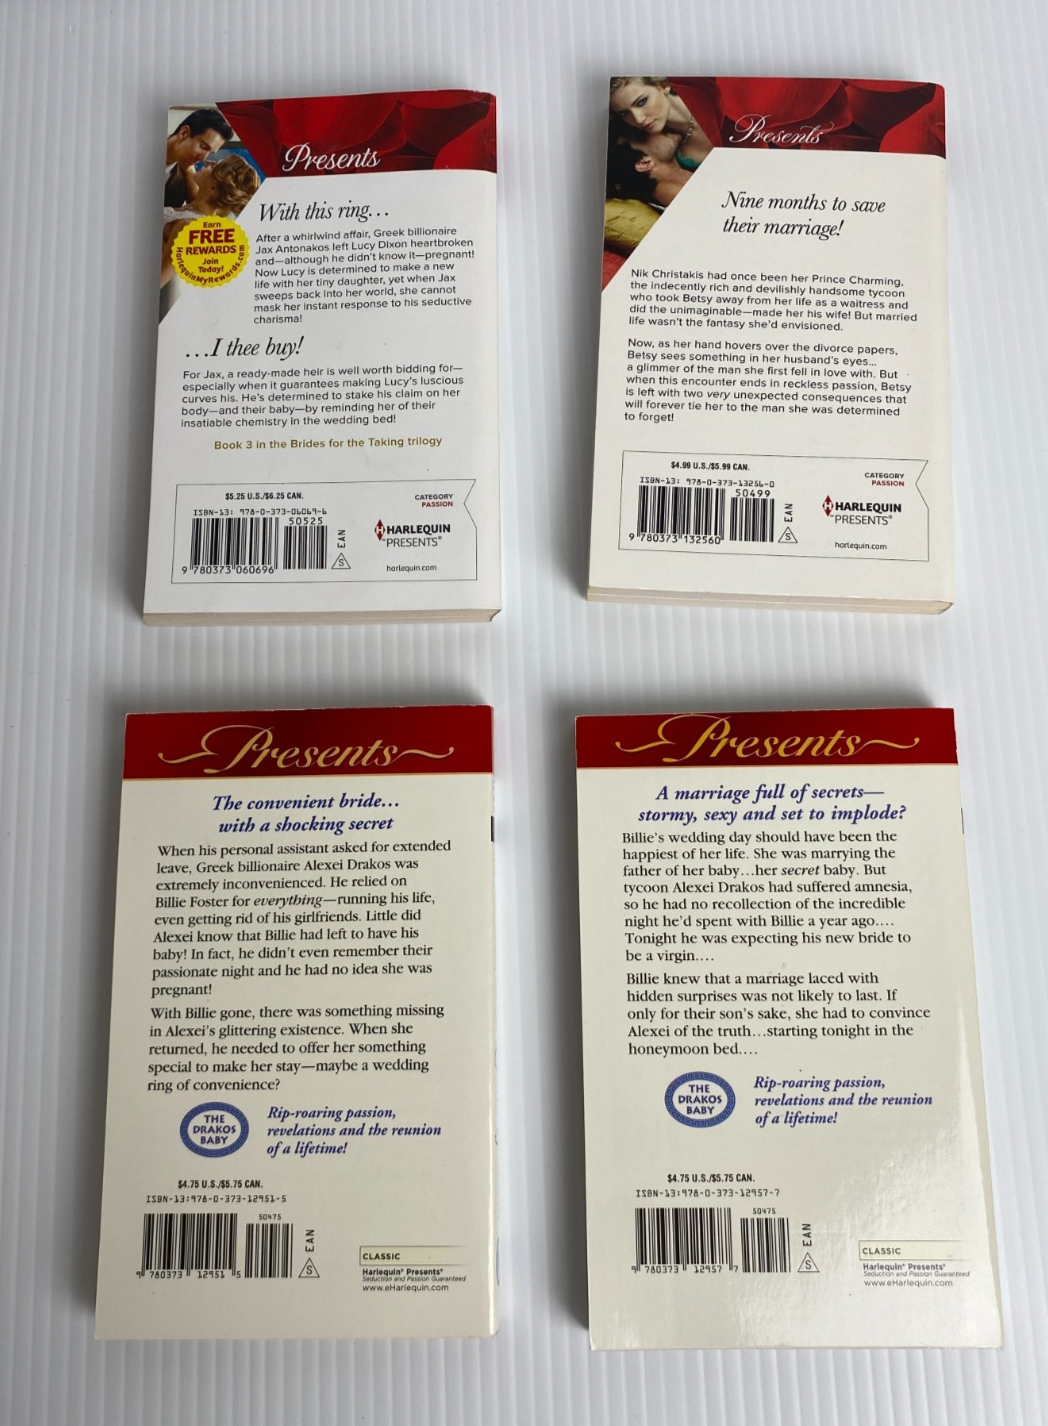 Presents
With this ring...
Earn
FREE
REWARDS
Join
Today!
HarlequinMyRewards.com
After a whirlwind affair, Greek billionaire
Jax Antonakos left Lucy Dixon heartbroken
and—although he didn't know it—pregnant!
Now Lucy is determined to make a new
life with her tiny daughter, yet when Jax
sweeps back into her world, she cannot
mask her instant response to his seductive
charisma!
...I thee buy!
For Jax, a ready-made heir is well worth bidding for—
especially when it guarantees making Lucy's luscious
curves his. He's determined to stake his claim on her
body—and their baby—by reminding her of their
insatiable chemistry in the wedding bed!
Book 3 in the Brides for the Taking trilogy
$5.25 U.S./$6.25 CAN.
ISBN-13: 978-0-373-06069-6
50525
9 780373 060696
EAN
S
CATEGORY
PASSION
HARLEQUIN
PRESENTS®
harlequin.com
Presents
Nine months to save
their marriage!
Nik Christakis had once been her Prince Charming,
the indecently rich and devilishly handsome tycoon
who took Betsy away from her life as a waitress and
did the unimaginable—made her his wife! But married
life wasn't the fantasy she'd envisioned.
Now, as her hand hovers over the divorce papers,
Betsy sees something in her husband's eyes...
a glimmer of the man she first fell in love with. But
when this encounter ends in reckless passion, Betsy
is left with two very unexpected consequences that
will forever tie her to the man she was determined
to forget!
$4.99 U.S./$5.99 CAN.
ISBN-13: 978-0-373-13256-0
50499
9 780373 132560
EAN
S
CATEGORY
PASSION
HARLEQUIN
PRESENTS®
harlequin.com
Presents
The convenient bride...
with a shocking secret
When his personal assistant asked for extended
leave, Greek billionaire Alexei Drakos was
extremely inconvenienced. He relied on
Billie Foster for everything—running his life,
even getting rid of his girlfriends. Little did
Alexei know that Billie had left to have his
baby! In fact, he didn't even remember their
passionate night and he had no idea she was
pregnant!
With Billie gone, there was something missing
in Alexei's glittering existence. When she
returned, he needed to offer her something
special to make her stay—maybe a wedding
ring of convenience?
THE
DRAKOS
BABY
Rip-roaring passion,
revelations and the reunion
of a lifetime!
$4.75 U.S./$5.75 CAN.
ISBN-13:978-0-373-12951-5
50475
9 780373 12951 5
EAN
S
CLASSIC
Harlequin® Presents®
Seduction and Passion Guaranteed
www.eHarlequin.com
Presents
A marriage full of secrets—
stormy, sexy and set to implode?
Billie's wedding day should have been the
happiest of her life. She was marrying the
father of her baby...her secret baby. But
tycoon Alexei Drakos had suffered amnesia,
so he had no recollection of the incredible
night he'd spent with Billie a year ago....
Tonight he was expecting his new bride to
be a virgin....
Billie knew that a marriage laced with
hidden surprises was not likely to last. If
only for their son's sake, she had to convince
Alexei of the truth...starting tonight in the
honeymoon bed....
THE
DRAKOS
BABY
Rip-roaring passion,
revelations and the reunion
of a lifetime!
$4.75 U.S./$5.75 CAN.
ISBN-13:978-0-373-12957-7
50475
9 780373 12957 7
EAN
S
CLASSIC
Harlequin® Presents®
Seduction and Passion Guaranteed
www.eHarlequin.com